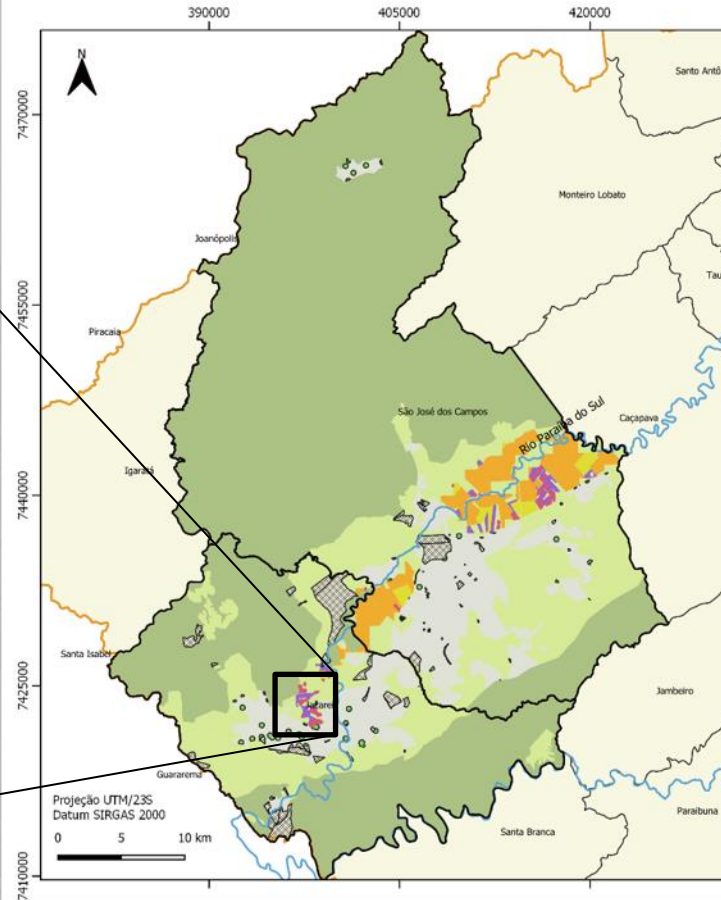 390000
405000
420000
N
Santo Antô
7470000
Monteiro Lobato
Joanópolis
Tau
7455000
Piracaia
São José dos Campos
Rio Paraíba do Sul
Caçapava
Igaratá
7440000
Santa Isabel
7425000
Jacareí
Jambeiro
Guararema
Projeção UTM/23S
Datum SIRGAS 2000
0 5 10 km
Paraibuna
Santa Branca
7410000